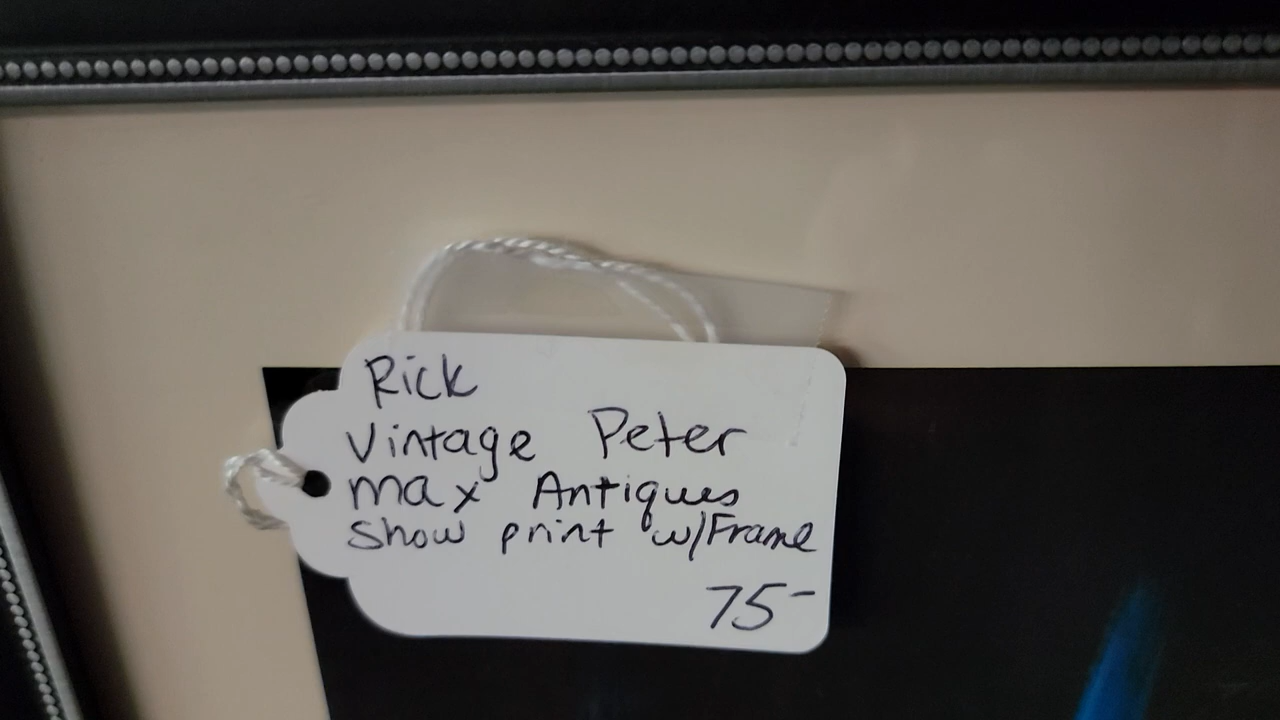 Rick
Vintage Peter
max Antiques
Show print w/Frame
75-